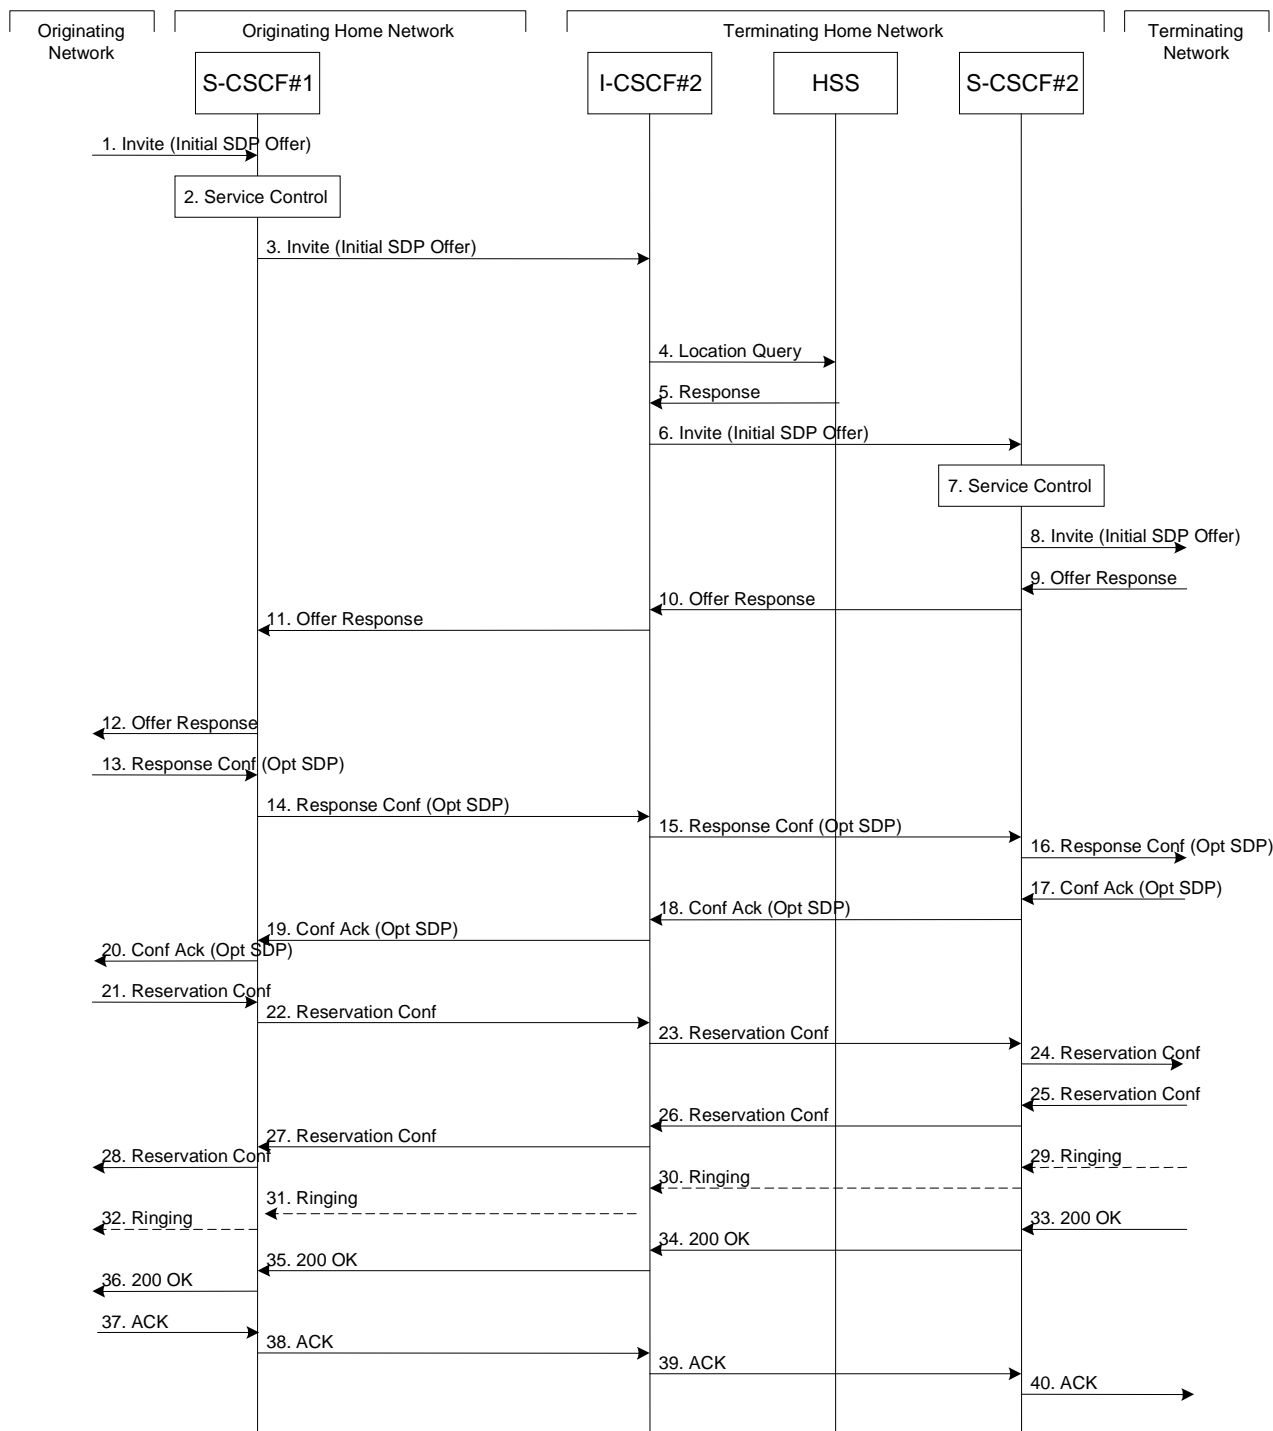 Originating
Network
Originating Home Network
Terminating Home Network
Terminating
Network
S-CSCF#1
I-CSCF#2
HSS
S-CSCF#2
1. Invite (Initial SDP Offer)
2. Service Control
3. Invite (Initial SDP Offer)
4. Location Query
5. Response
6. Invite (Initial SDP Offer)
7. Service Control
8. Invite (Initial SDP Offer)
9. Offer Response
10. Offer Response
11. Offer Response
12. Offer Response
13. Response Conf (Opt SDP)
14. Response Conf (Opt SDP)
15. Response Conf (Opt SDP)
16. Response Conf (Opt SDP)
17. Conf Ack (Opt SDP)
18. Conf Ack (Opt SDP)
19. Conf Ack (Opt SDP)
20. Conf Ack (Opt SDP)
21. Reservation Conf
22. Reservation Conf
23. Reservation Conf
24. Reservation Conf
25. Reservation Conf
26. Reservation Conf
27. Reservation Conf
28. Reservation Conf
29. Ringing
30. Ringing
31. Ringing
32. Ringing
33. 200 OK
34. 200 OK
35. 200 OK
36. 200 OK
37. ACK
38. ACK
39. ACK
40. ACK